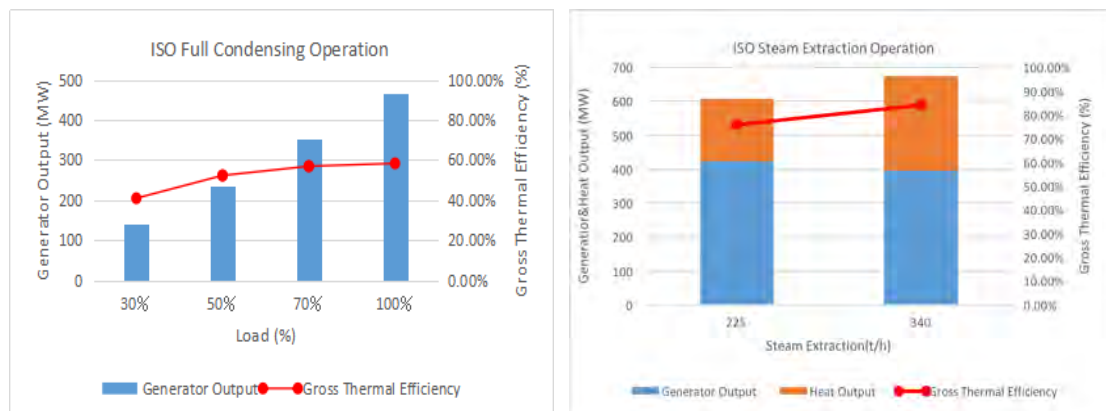 ISO Full Condensing Operation
Generator Output (MW)
500
400
300
200
100
0
100.00%
80.00%
60.00%
40.00%
20.00%
0.00%
Gross Thermal Efficiency (%)
30% 50% 70% 100%
Load (%)
Generator Output Gross Thermal Efficiency
ISO Steam Extraction Operation
Generatior&Heat Output (MW)
700
600
500
400
300
200
100
0
100.00%
90.00%
80.00%
70.00%
60.00%
50.00%
40.00%
30.00%
20.00%
10.00%
0.00%
Gross Thermal Efficiency (%)
225 340
Steam Extraction(t/h)
Generator Output Heat Output Gross Thermal Efficiency